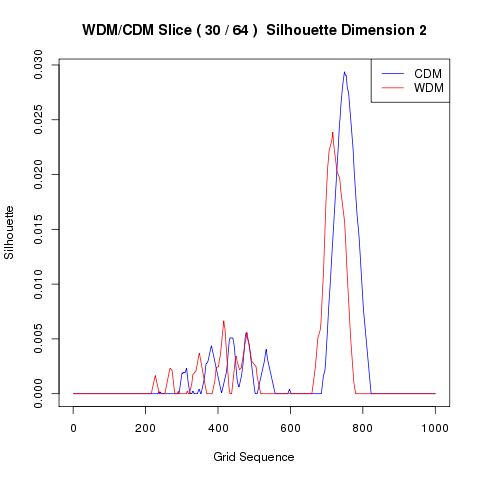 WDM/CDM Slice ( 30 / 64 )  Silhouette Dimension 2
CDM
WDM
Silhouette
0.030
0.025
0.020
0.015
0.010
0.005
0.000
0 200 400 600 800 1000
Grid Sequence